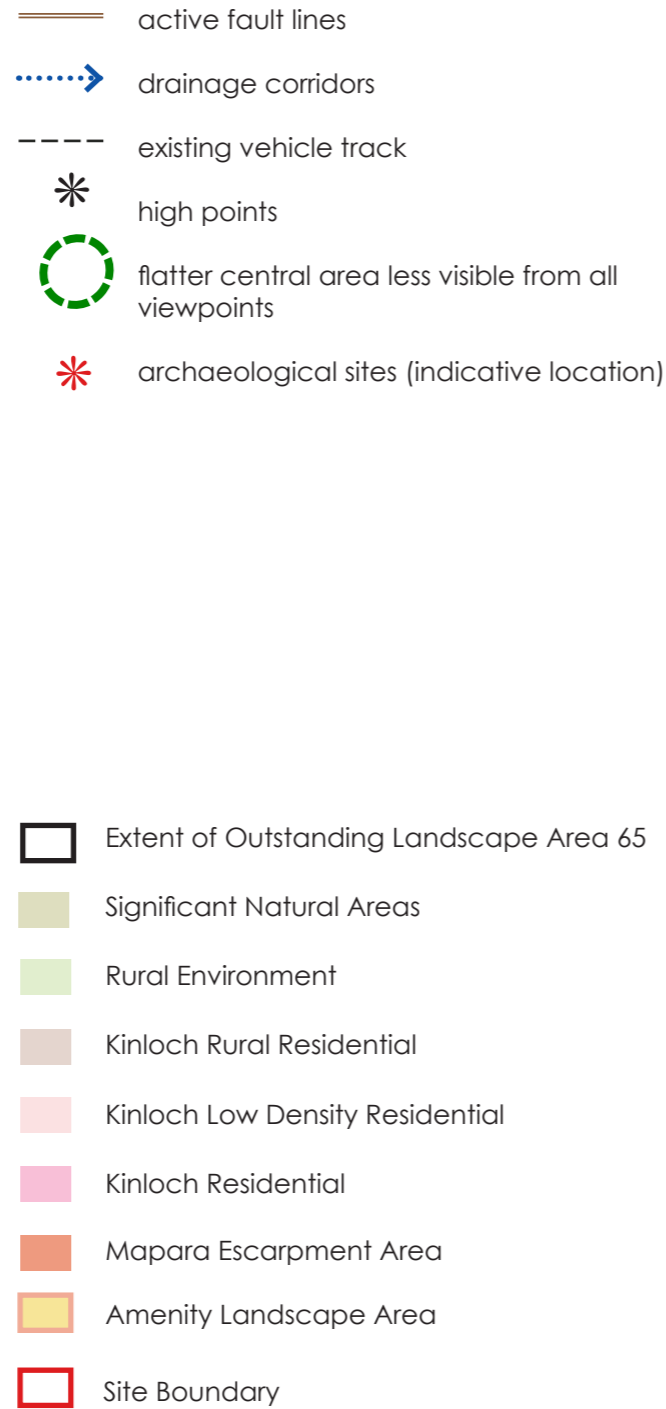 active fault lines
drainage corridors
existing vehicle track
high points
flatter central area less visible from all
viewpoints
archaeological sites (indicative location)
Extent of Outstanding Landscape Area 65
Significant Natural Areas
Rural Environment
Kinloch Rural Residential
Kinloch Low Density Residential
Kinloch Residential
Mapara Escarpment Area
Amenity Landscape Area
Site Boundary